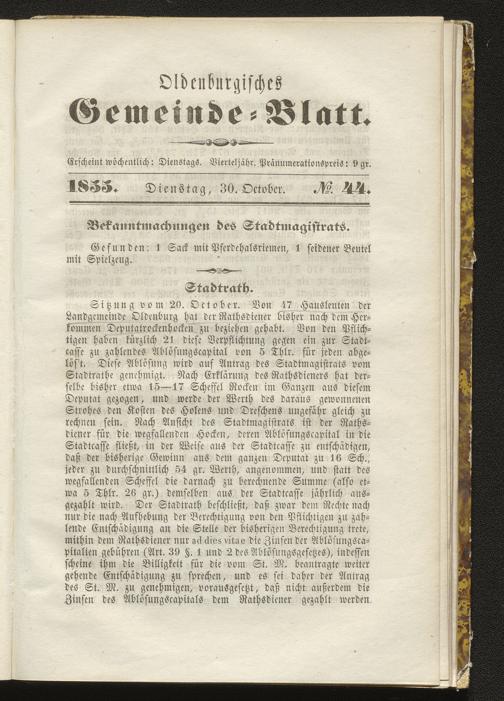 Oldenburgisches
Gemeinde-Blatt.
Erscheint wöchentlich: Dienstags. Vierteljähr. Pränumerationspreis: 9 gr.
1855. Dienstag, 30. October. No. 44.
Bekanntmachungen des Stadtmagistrats.
Gefunden: 1 Sack mit Pferdehalsriemen, 1 seidener Beutel
mit Spielzeug.
Stadtrath.
Sitzung vom 20. October. Von 47 Hausleuten der
Landgemeinde Oldenburg hat der Rathsdiener bisher nach dem Her-
kommen Deputatrockenhocken zu beziehen gehabt. Von den Pflich-
tigen haben kürzlich 21 diese Verpflichtung gegen ein zur Stadt-
casse zu zahlendes Ablösungscapital von 5 Thlr. für jeden abge-
lös't. Diese Ablösung wird auf Antrag des Stadtmagistrats vom
Stadtrathe genehmigt. Nach Erklärung des Rathsdieners hat der-
selbe bisher etwa 15—17 Scheffel Rocken im Ganzen aus diesem
Deputat gezogen, und werde der Werth des daraus gewonnenen
Strohes den Kosten des Holens und Dreschens ungefähr gleich zu
rechnen sein. Nach Ansicht des Stadtmagistrats ist der Raths-
diener für die wegfallenden Hocken, deren Ablösungscapital in die
Stadtcasse fließt, in der Weise aus der Stadtcasse zu entschädigen,
daß der bisherige Gewinn aus dem ganzen Deputat zu 16 Sch.,
jeder zu durchschnittlich 54 gr. Werth, angenommen, und statt des
wegfallenden Scheffel die darnach zu berechnende Summe (also et-
wa 5 Thlr. 26 gr.) demselben aus der Stadtcasse jährlich aus-
gezahlt wird. Der Stadtrath beschließt, daß zwar dem Rechte nach
nur die nach Aufhebung der Berechtigung von den Pflichtigen zu zah-
lende Entschädigung an die Stelle der bisherigen Berechtigung trete,
mithin dem Rathsdiener nur ad dies vitae die Zinsen der Ablösungsca-
pitalien gebühren (Art. 39 §. 1 und 2 des Ablösungsgesetzes), indessen
scheine ihm die Billigkeit für die vom St. M. beantragte weiter
gehende Entschädigung zu sprechen, und es sei daher der Antrag
des St. M. zu genehmigen, vorausgesetzt, daß nicht außerdem die
Zinsen des Ablösungscapitals dem Rathsdiener gezahlt werden